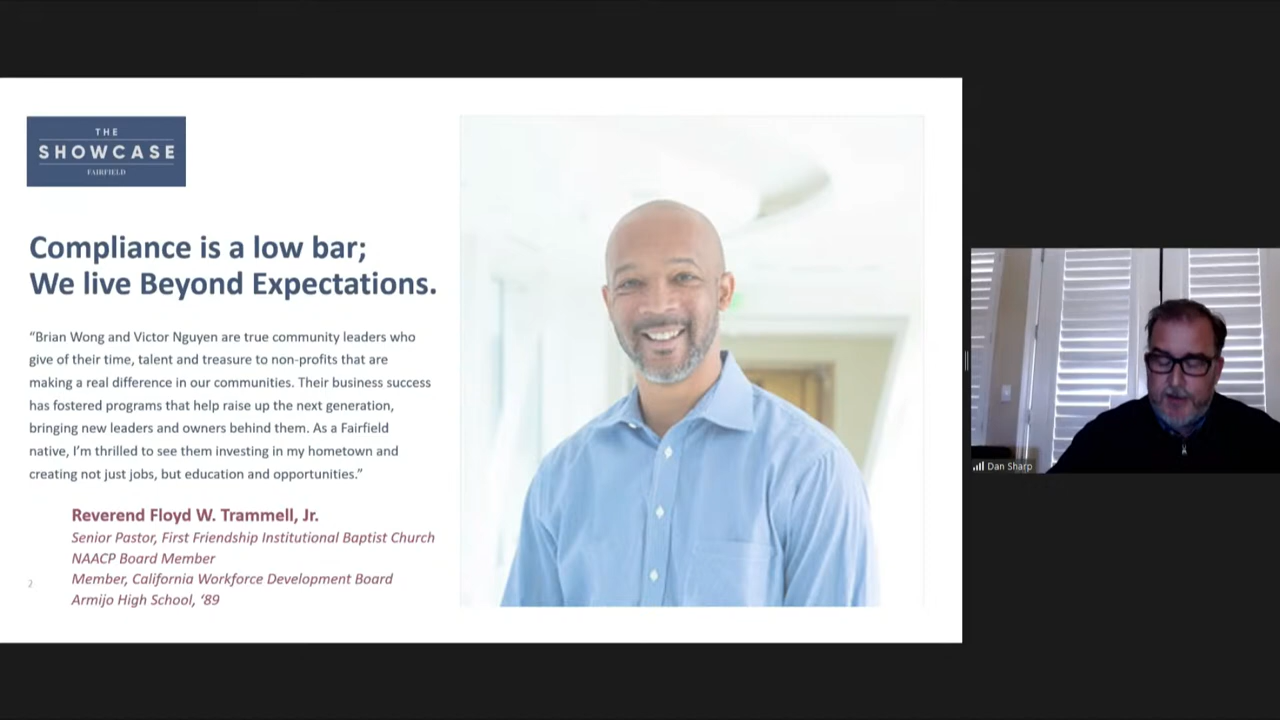 THE
SHOWCASE
FAIRFIELD
Compliance is a low bar;
We live Beyond Expectations.
“Brian Wong and Victor Nguyen are true community leaders who
give of their time, talent and treasure to non-profits that are
making a real difference in our communities. Their business success
has fostered programs that help raise up the next generation,
bringing new leaders and owners behind them. As a Fairfield
native, I’m thrilled to see them investing in my hometown and
creating not just jobs, but education and opportunities.”
Reverend Floyd W. Trammell, Jr.
Senior Pastor, First Friendship Institutional Baptist Church
NAACP Board Member
Member, California Workforce Development Board
Armijo High School, ‘89
2
Dan Sharp